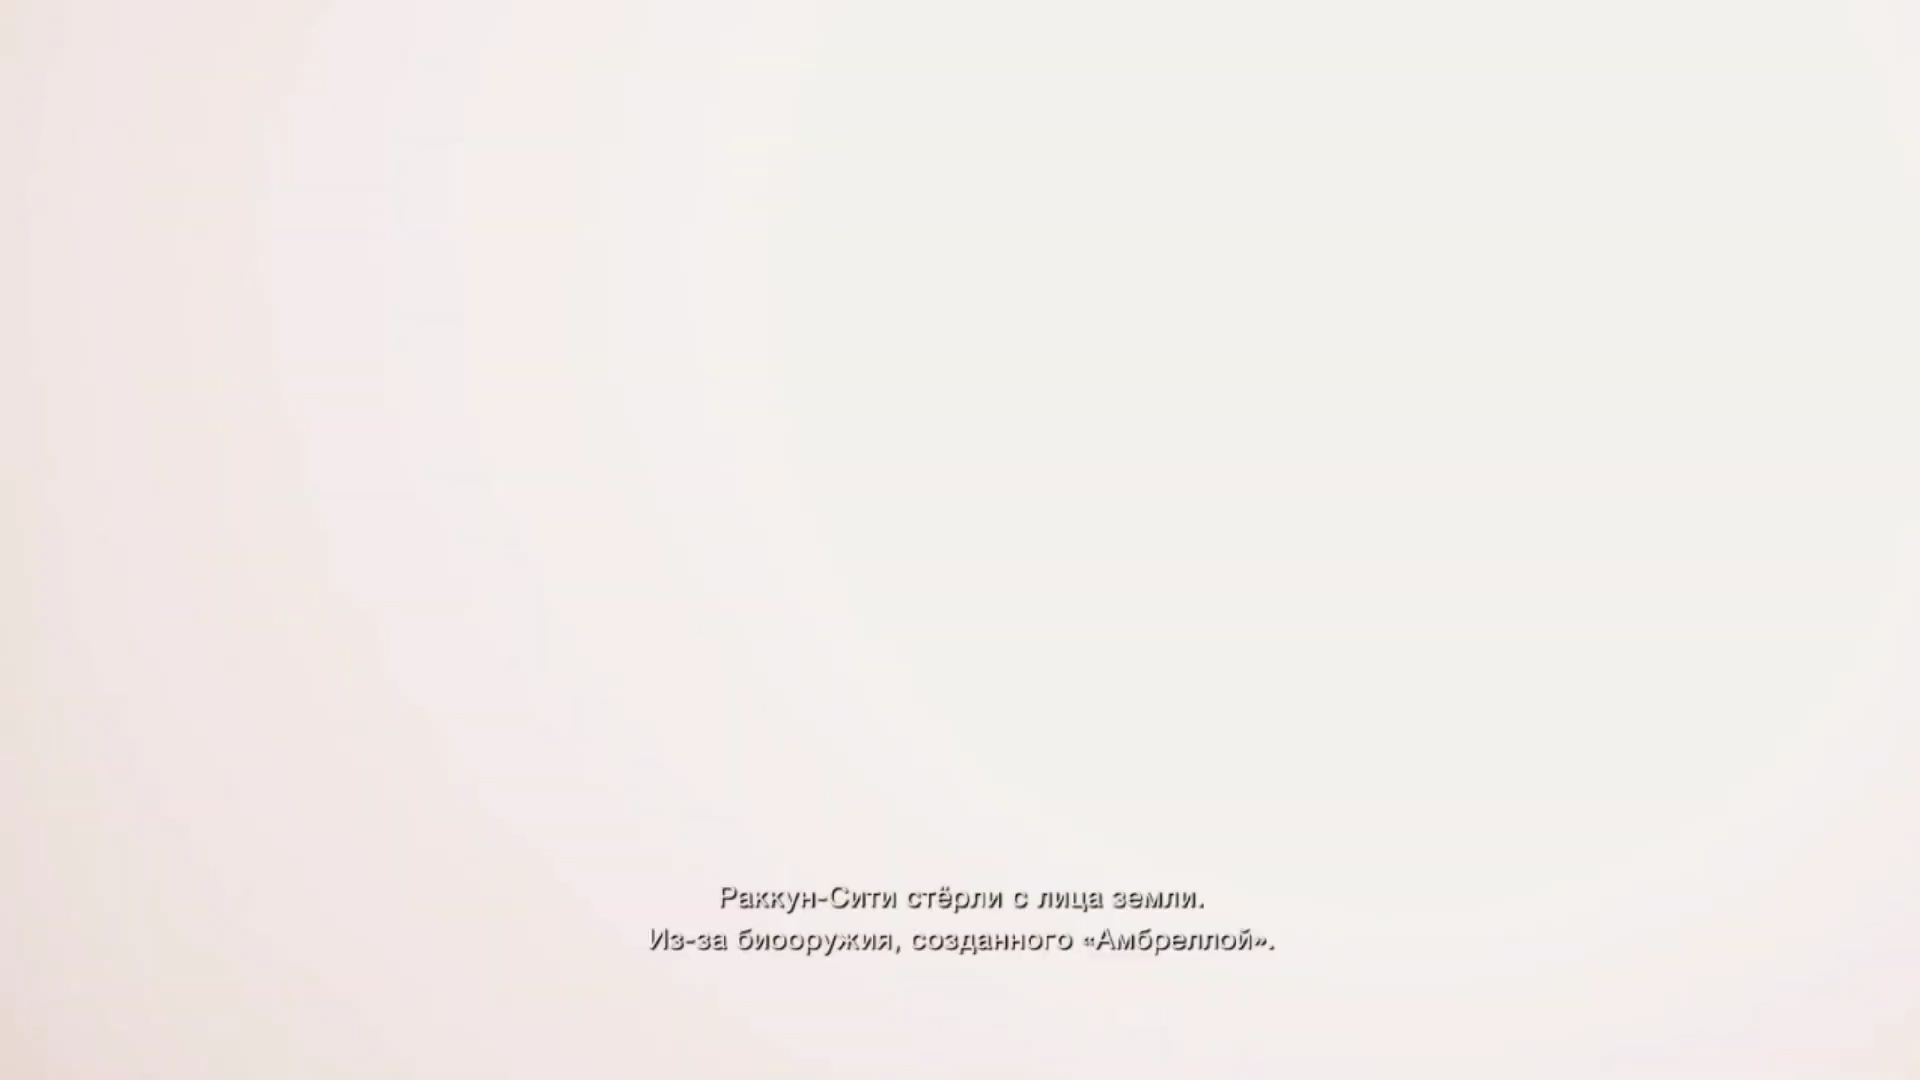 Раккун-Сити стёрли с лица земли.
Из-за биооружия, созданного «Амбреллой».